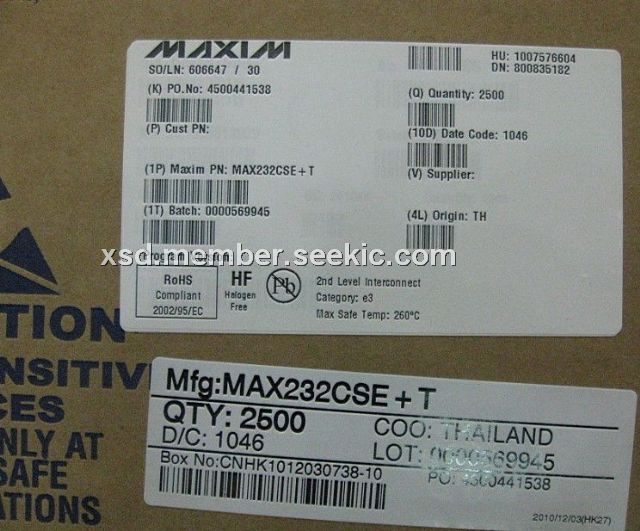 MAXIM
SO/LN: 606647 / 30
HU: 1007576604
DN: 800835182
(K) PO.No: 4500441538
(Q) Quantity: 2500
(P) Cust PN:
(10D) Date Code: 1046
(1P) Maxim PN: MAX232CSE+T
(V) Supplier:
(1T) Batch: 0000569945
(4L) Origin: TH
xsd.member.seekic.com
RoHS
Compliant
2002/95/EC
HF
Halogen
Free
Pb
2nd Level Interconnect
Category: e3
Max Safe Temp: 260°C
TION
NSITIV
CES
NLY AT
SAFE
ATIONS
Mfg:MAX232CSE+T
QTY: 2500
COO: THAILAND
D/C: 1046
LOT: 0000569945
Box No:CNHK1012030738-10
PO: 4500441538
2010/12/03(HK27)